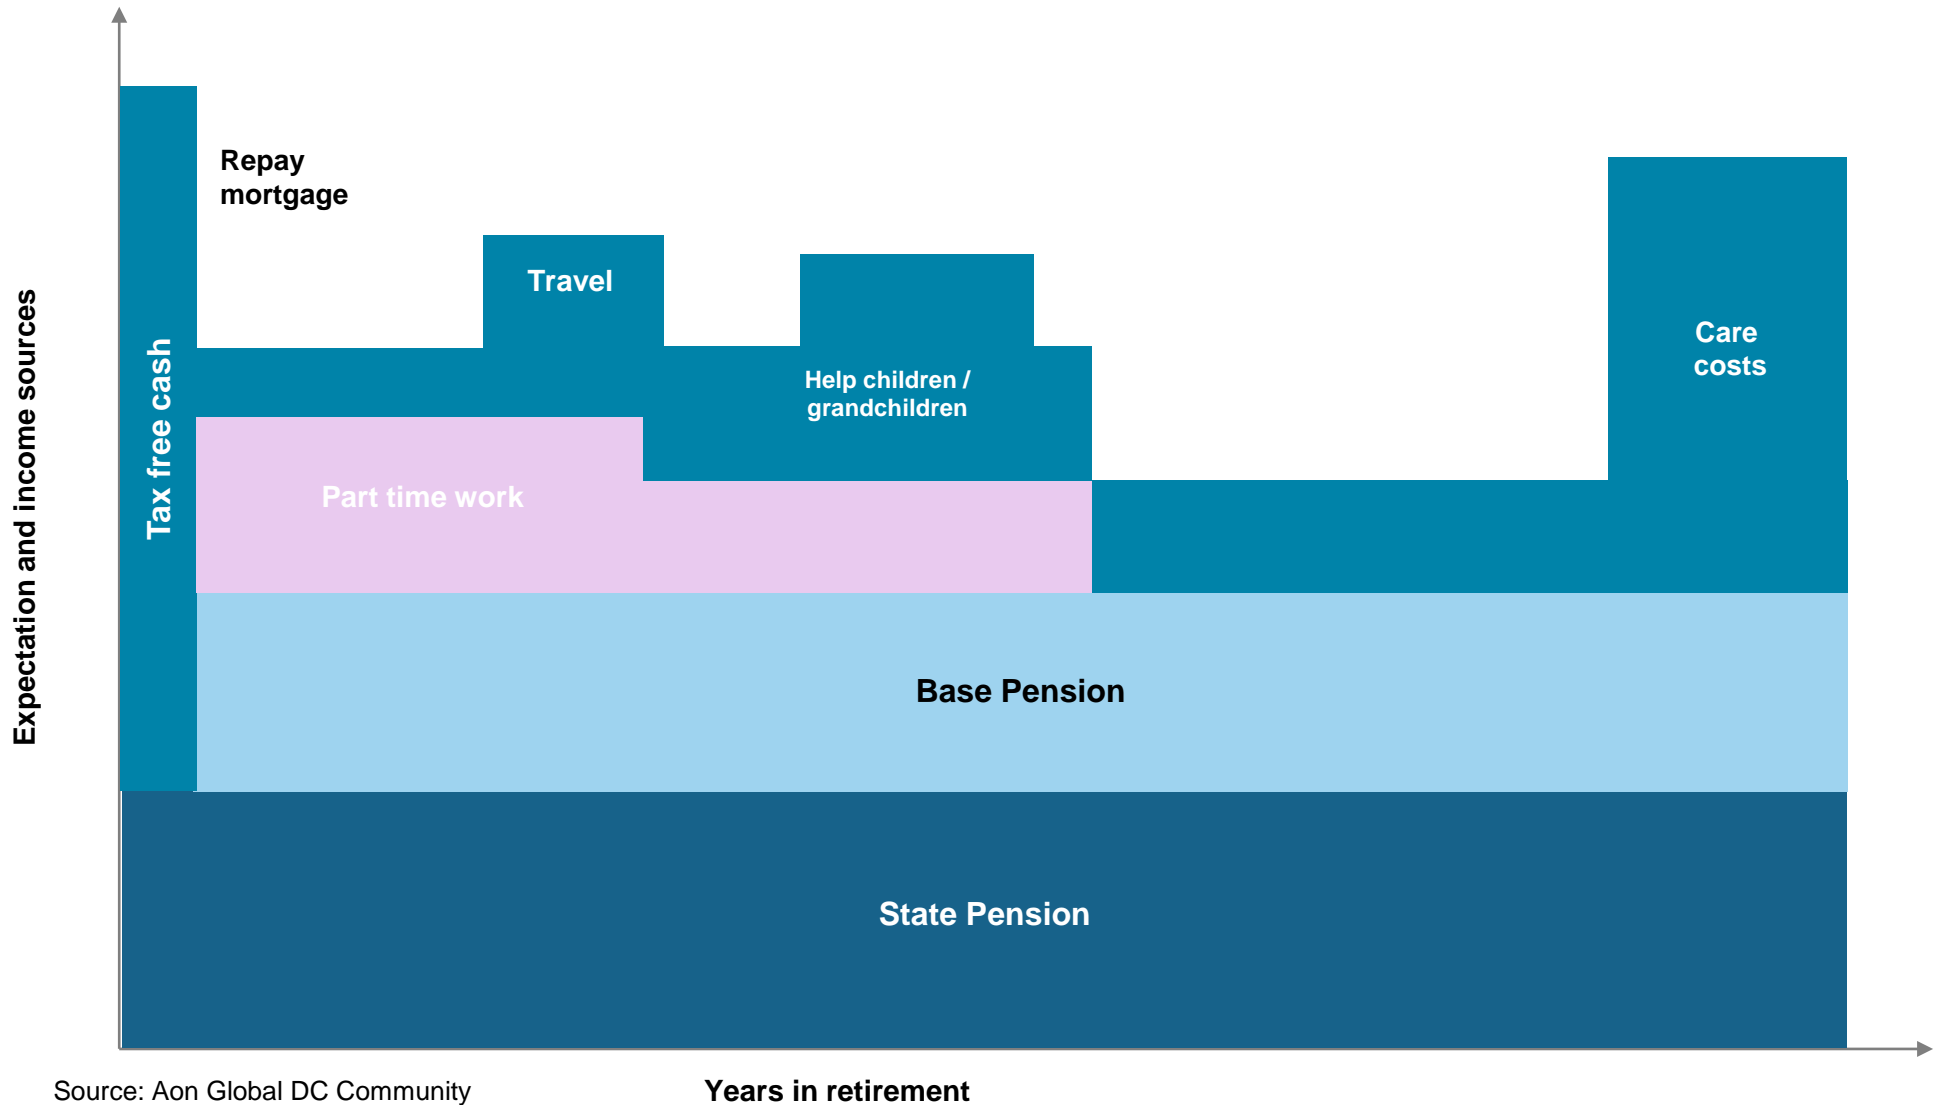 Repay
mortgage
Travel
Help children /
grandchildren
Care
costs
Tax free cash
Part time work
Expectation and income sources
Base Pension
State Pension
Source: Aon Global DC Community
Years in retirement